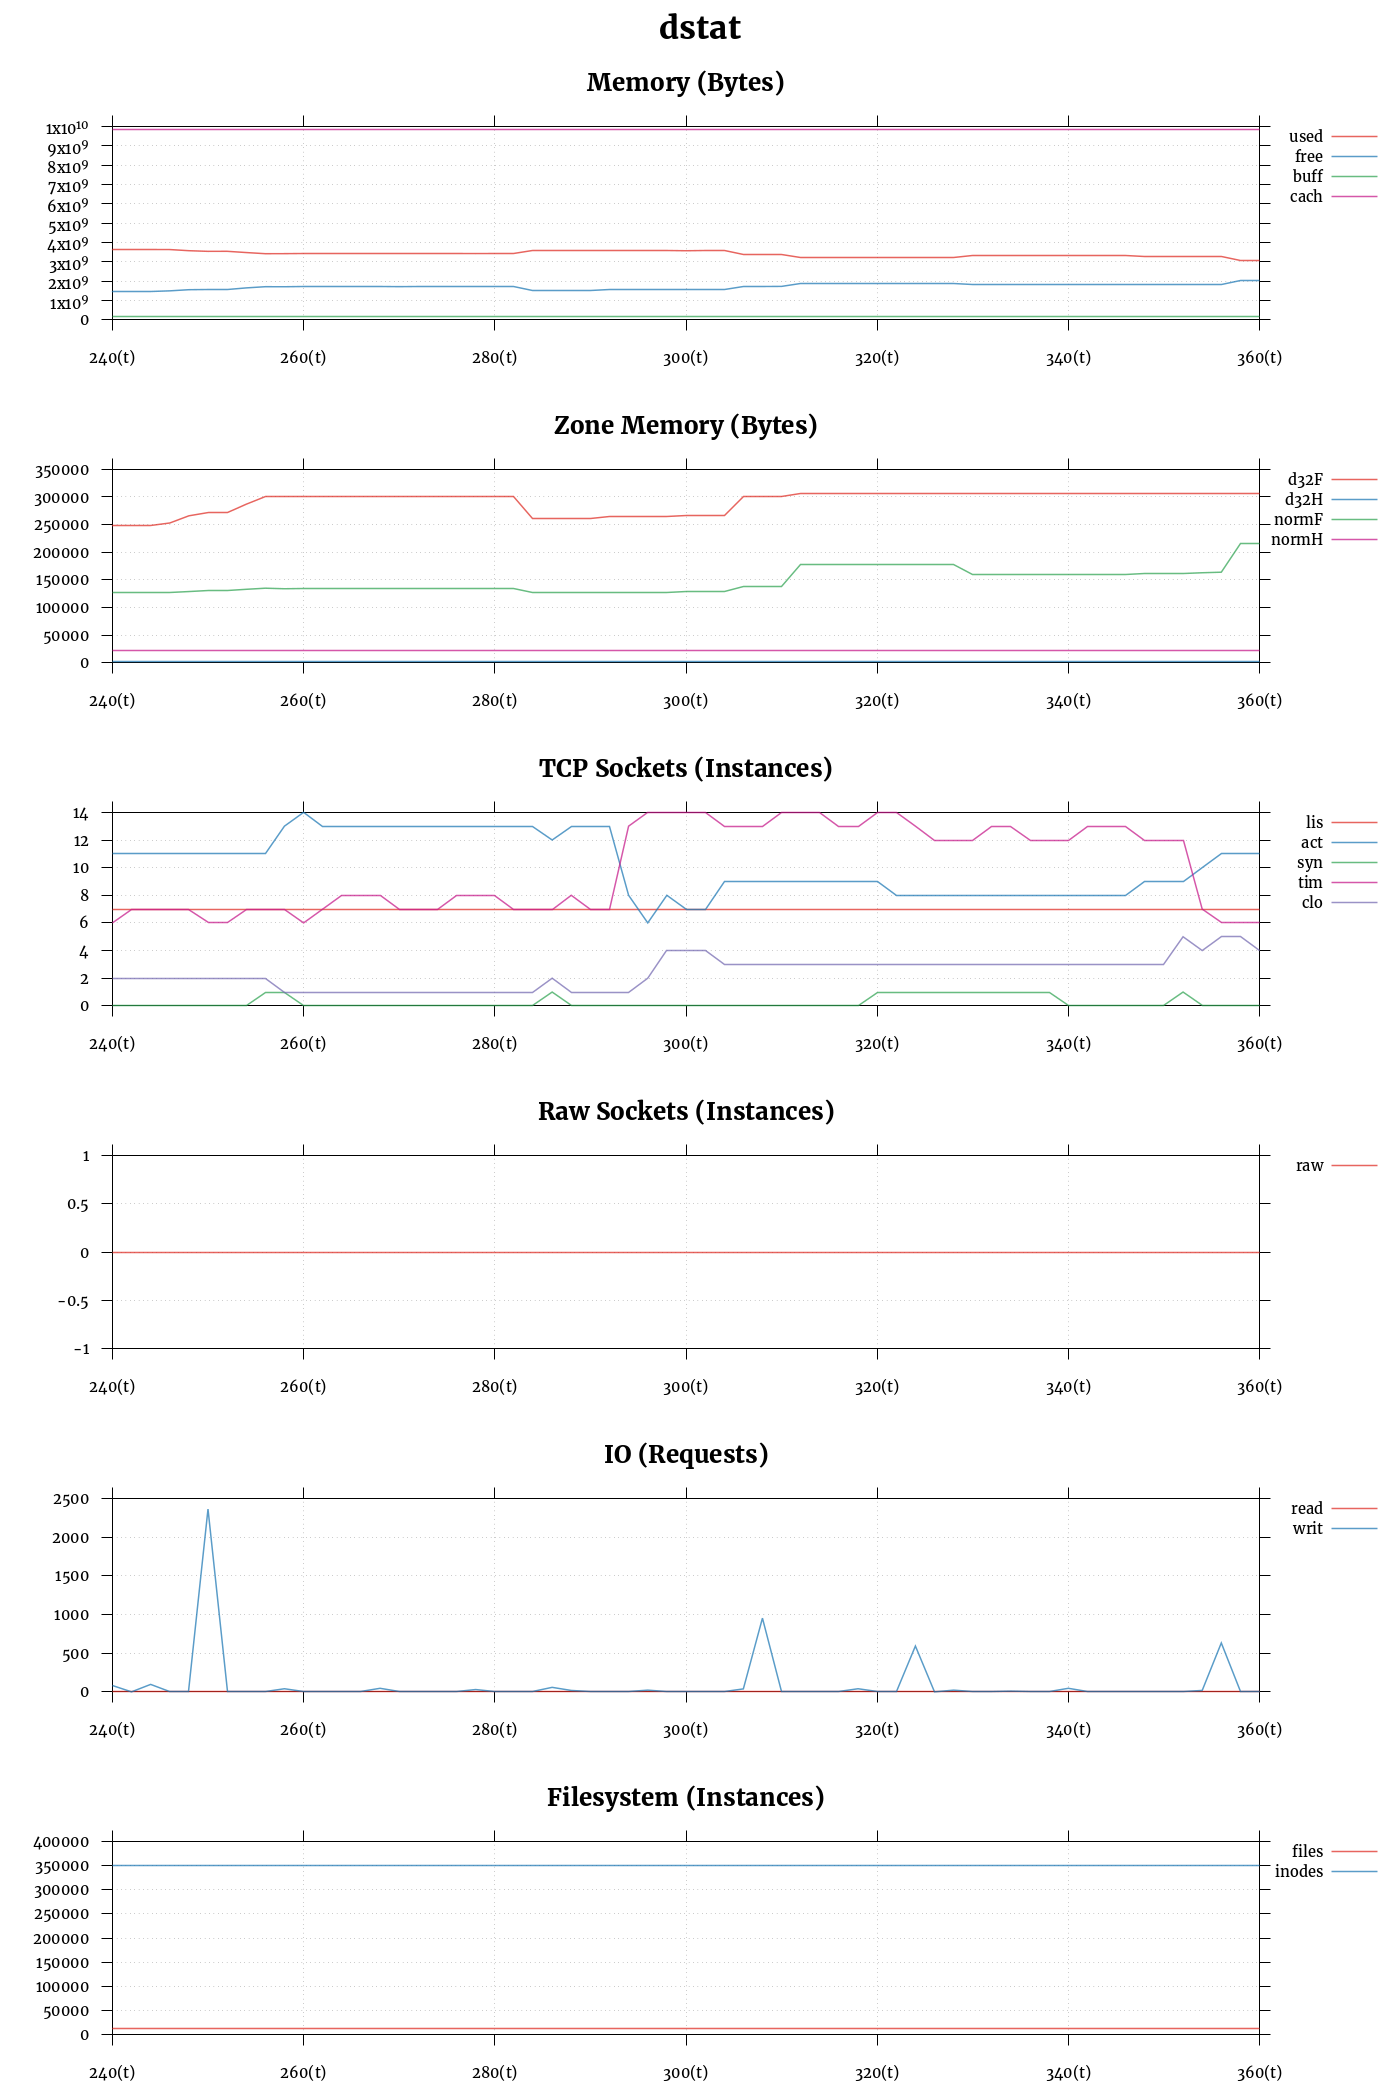 dstat
Memory (Bytes)
1x10¹⁰
9x10⁹
8x10⁹
7x10⁹
6x10⁹
5x10⁹
4x10⁹
3x10⁹
2x10⁹
1x10⁹
0
240(t) 260(t) 280(t) 300(t) 320(t) 340(t) 360(t)
used
free
buff
cach
Zone Memory (Bytes)
350000
300000
250000
200000
150000
100000
50000
0
240(t) 260(t) 280(t) 300(t) 320(t) 340(t) 360(t)
d32F
d32H
normF
normH
TCP Sockets (Instances)
14
12
10
8
6
4
2
0
240(t) 260(t) 280(t) 300(t) 320(t) 340(t) 360(t)
lis
act
syn
tim
clo
Raw Sockets (Instances)
1
0.5
0
-0.5
-1
240(t) 260(t) 280(t) 300(t) 320(t) 340(t) 360(t)
raw
IO (Requests)
2500
2000
1500
1000
500
0
240(t) 260(t) 280(t) 300(t) 320(t) 340(t) 360(t)
read
writ
Filesystem (Instances)
400000
350000
300000
250000
200000
150000
100000
50000
0
240(t) 260(t) 280(t) 300(t) 320(t) 340(t) 360(t)
files
inodes